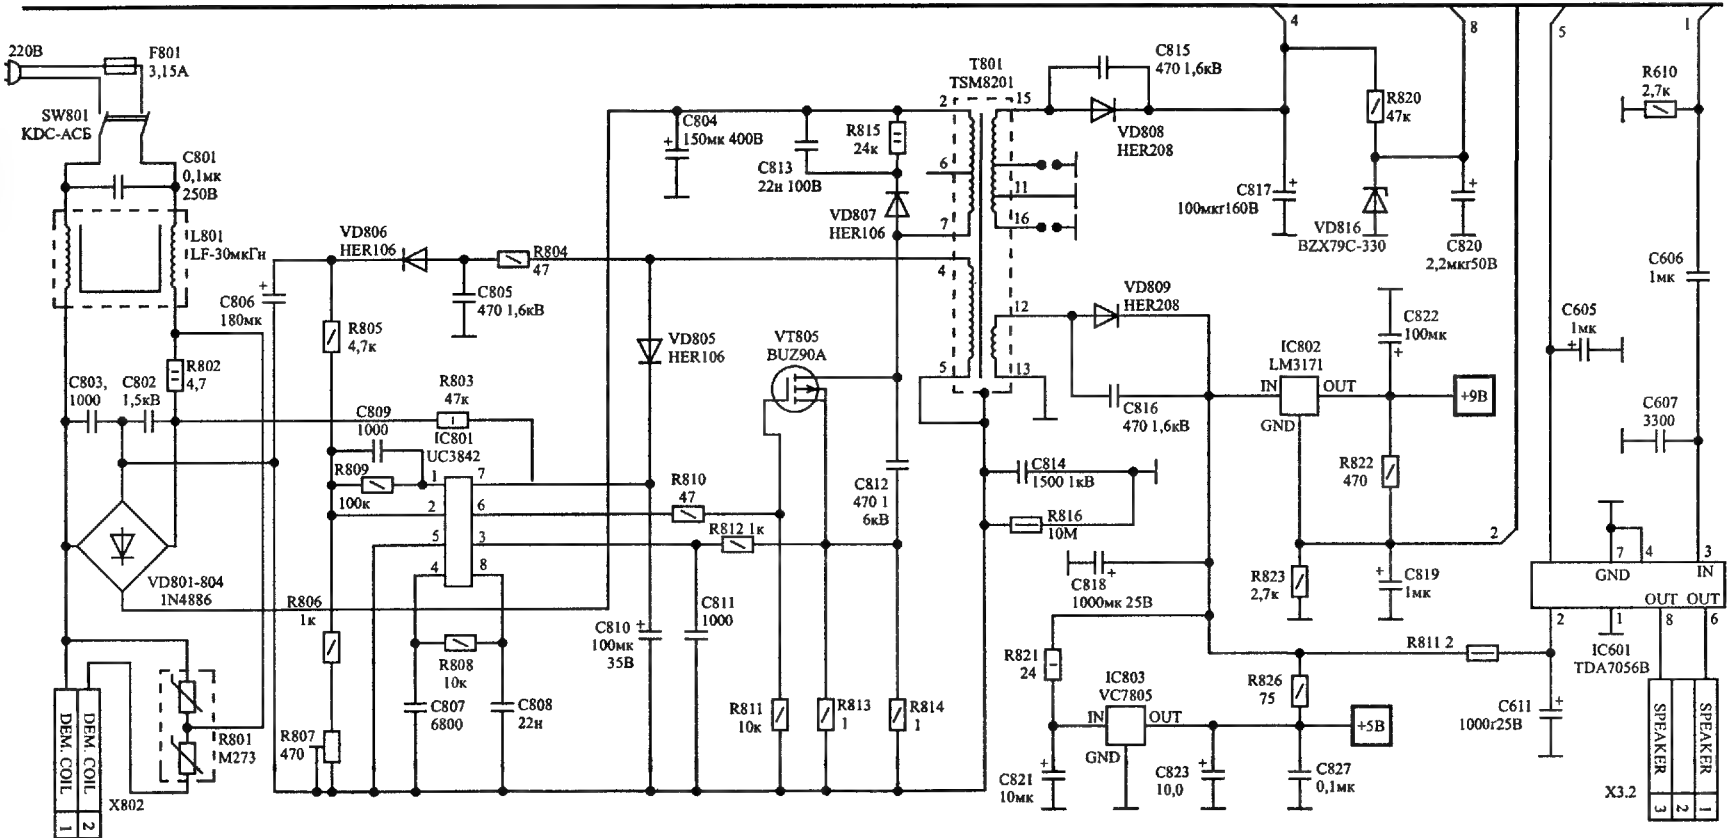 220В
F801
3,15А
SW801
KDC-АСБ
C801
0,1мк
250В
L801
LF-30мкГн
C806
180мк
R802
4,7
C803,
1000
C802
1,5кВ
VD801-804
1N4886
R801
M273
DEM. COIL
DEM. COIL
1
2
X802
VD806
HER106
R804
47
C805
470 1,6кВ
R805
4,7к
R803
47к
C809
1000
IC801
UC3842
R809
100к
1
2
5
4
7
6
3
8
R806
1к
R807
470
R808
10к
C807
6800
C808
22н
C804
150мк 400В
C813
22н 100В
R815
24к
VD807
HER106
VD805
HER106
VT805
BUZ90A
R810
47
R812 1к
C812
470 1
6кВ
C811
1000
C810
100мк
35В
R811
10к
R813
1
R814
1
T801
TSM8201
2
6
7
4
5
15
11
16
12
13
C815
470 1,6кВ
VD808
HER208
4
8
R820
47к
C817
100мкг160В
VD816
BZX79C-330
C820
2,2мкг50В
VD809
HER208
C816
470 1,6кВ
C822
100мк
IC802
LM3171
IN
OUT
GND
+9В
R822
470
C814
1500 1кВ
R816
10М
C818
1000мк 25В
R823
2,7к
C819
1мк
2
R821
24
IC803
VC7805
IN
OUT
GND
R826
75
+5В
C821
10мк
C823
10,0
C827
0,1мк
R811 2
5
1
R610
2,7к
C606
1мк
C605
1мк
C607
3300
7
4
3
GND
IN
OUT
OUT
2
1
8
6
IC601
TDA7056B
C611
1000г25В
SPEAKER
SPEAKER
3
2
1
X3.2